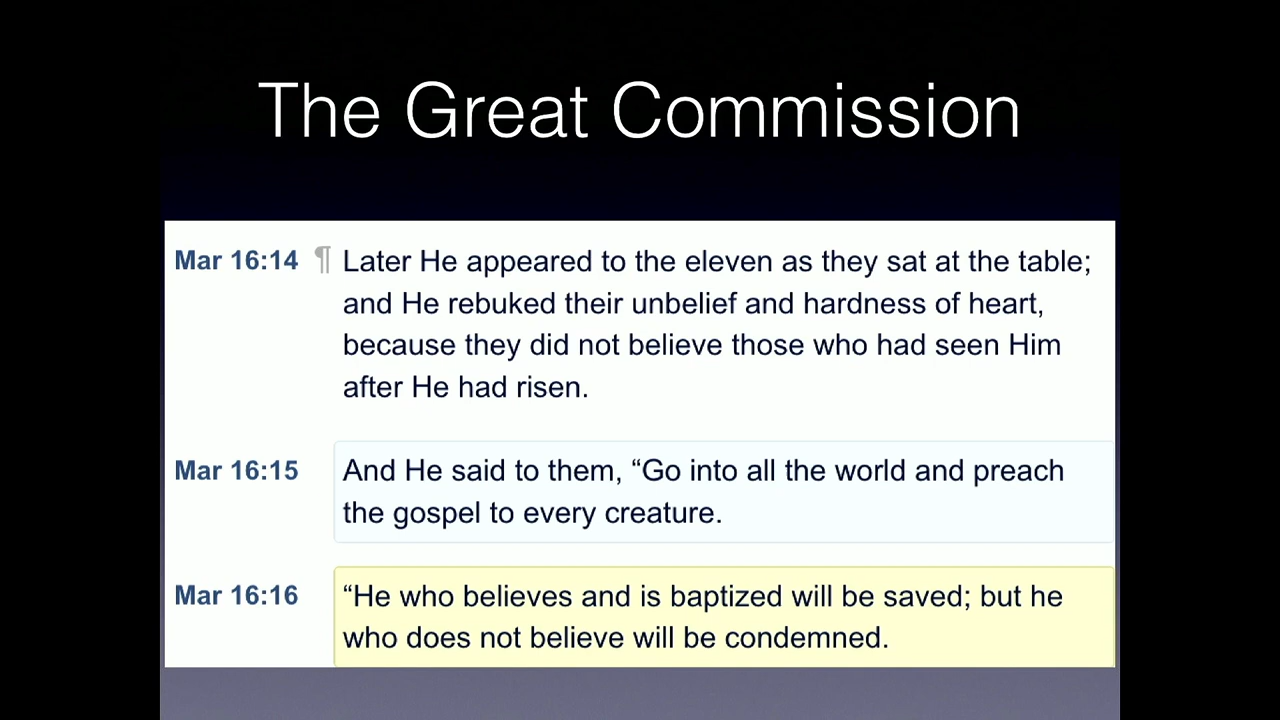 The Great Commission
Mar 16:14 ¶ Later He appeared to the eleven as they sat at the table;
and He rebuked their unbelief and hardness of heart,
because they did not believe those who had seen Him
after He had risen.
Mar 16:15 And He said to them, “Go into all the world and preach
the gospel to every creature.
Mar 16:16 “He who believes and is baptized will be saved; but he
who does not believe will be condemned.